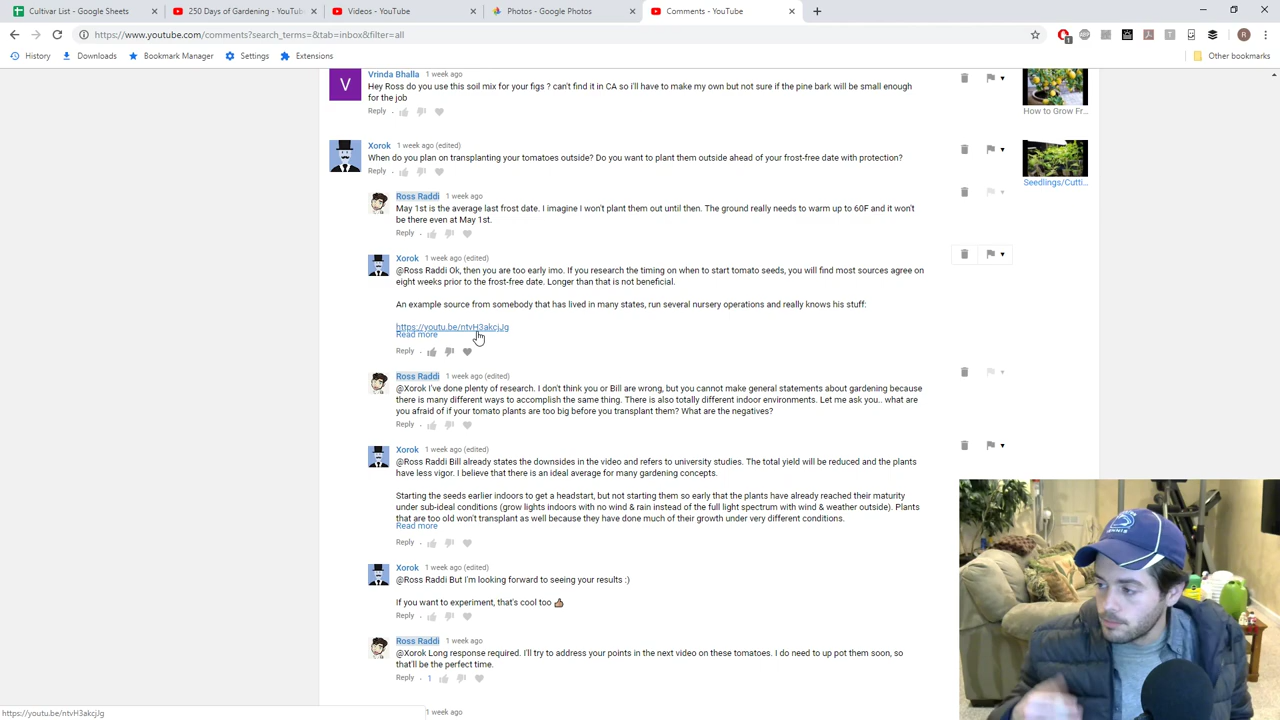 Cultivar List - Google Sheets
250 Days of Gardening - YouTub
Videos - YouTube
Photos - Google Photos
Comments - YouTube
https://www.youtube.com/comments?search_terms=&tab=inbox&filter=all
1
ABP
T
R
History
Downloads
Bookmark Manager
Settings
Extensions
Other bookmarks
V
Vrinda Bhalla 1 week ago
Hey Ross do you use this soil mix for your figs ? can't find it in CA so i'll have to make my own but not sure if the pine bark will be small enough
for the job
Reply
How to Grow Fr...
Xorok 1 week ago (edited)
When do you plan on transplanting your tomatoes outside? Do you want to plant them outside ahead of your frost-free date with protection?
Reply
Seedlings/Cutti...
Ross Raddi 1 week ago
May 1st is the average last frost date. I imagine I won't plant them out until then. The ground really needs to warm up to 60F and it won't
be there even at May 1st.
Reply
Xorok 1 week ago (edited)
@Ross Raddi Ok, then you are too early imo. If you research the timing on when to start tomato seeds, you will find most sources agree on
eight weeks prior to the frost-free date. Longer than that is not beneficial.
An example source from somebody that has lived in many states, run several nursery operations and really knows his stuff:
https://youtu.be/ntvH3akcjJg
Read more
Reply
Ross Raddi 1 week ago (edited)
@Xorok I've done plenty of research. I don't think you or Bill are wrong, but you cannot make general statements about gardening because
there is many different ways to accomplish the same thing. There is also totally different indoor environments. Let me ask you.. what are
you afraid of if your tomato plants are too big before you transplant them? What are the negatives?
Reply
Xorok 1 week ago (edited)
@Ross Raddi Bill already states the downsides in the video and refers to university studies. The total yield will be reduced and the plants
have less vigor. I believe that there is an ideal average for many gardening concepts.
Starting the seeds earlier indoors to get a headstart, but not starting them so early that the plants have already reached their maturity
under sub-ideal conditions (grow lights indoors with no wind & rain instead of the full light spectrum with wind & weather outside). Plants
that are too old won't transplant as well because they have done much of their growth under very different conditions.
Read more
Reply
Xorok 1 week ago (edited)
@Ross Raddi But I'm looking forward to seeing your results :)
If you want to experiment, that's cool too 👍🏽
Reply
Ross Raddi 1 week ago
@Xorok Long response required. I'll try to address your points in the next video on these tomatoes. I do need to up pot them soon, so
that'll be the perfect time.
Reply 1
1 week ago
https://youtu.be/ntvH3akcjJg